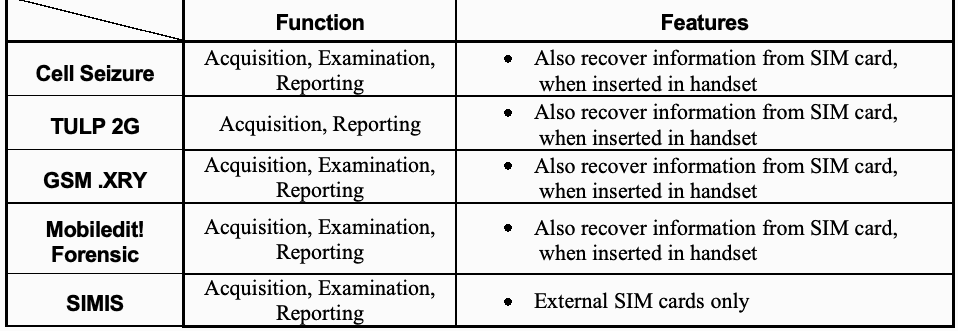 Function
Features
Cell Seizure
Acquisition, Examination,
Reporting
• Also recover information from SIM card,
when inserted in handset
TULP 2G
Acquisition, Reporting
• Also recover information from SIM card,
when inserted in handset
GSM .XRY
Acquisition, Examination,
Reporting
• Also recover information from SIM card,
when inserted in handset
Mobiledit!
Forensic
Acquisition, Examination,
Reporting
• Also recover information from SIM card,
when inserted in handset
SIMIS
Acquisition, Examination,
Reporting
• External SIM cards only